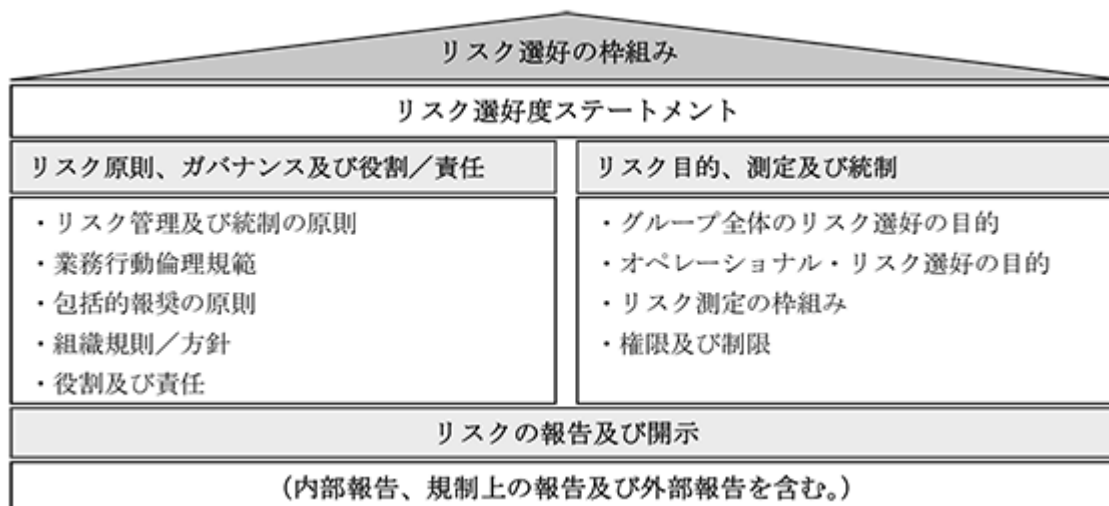 リスク選好の枠組み
リスク選好度ステートメント
リスク原則、ガバナンス及び役割／責任
・リスク管理及び統制の原則
・業務行動倫理規範
・包括的報奨の原則
・組織規則／方針
・役割及び責任
リスク目的、測定及び統制
・グループ全体のリスク選好の目的
・オペレーショナル・リスク選好の目的
・リスク測定の枠組み
・権限及び制限
リスクの報告及び開示
（内部報告、規制上の報告及び外部報告を含む。）